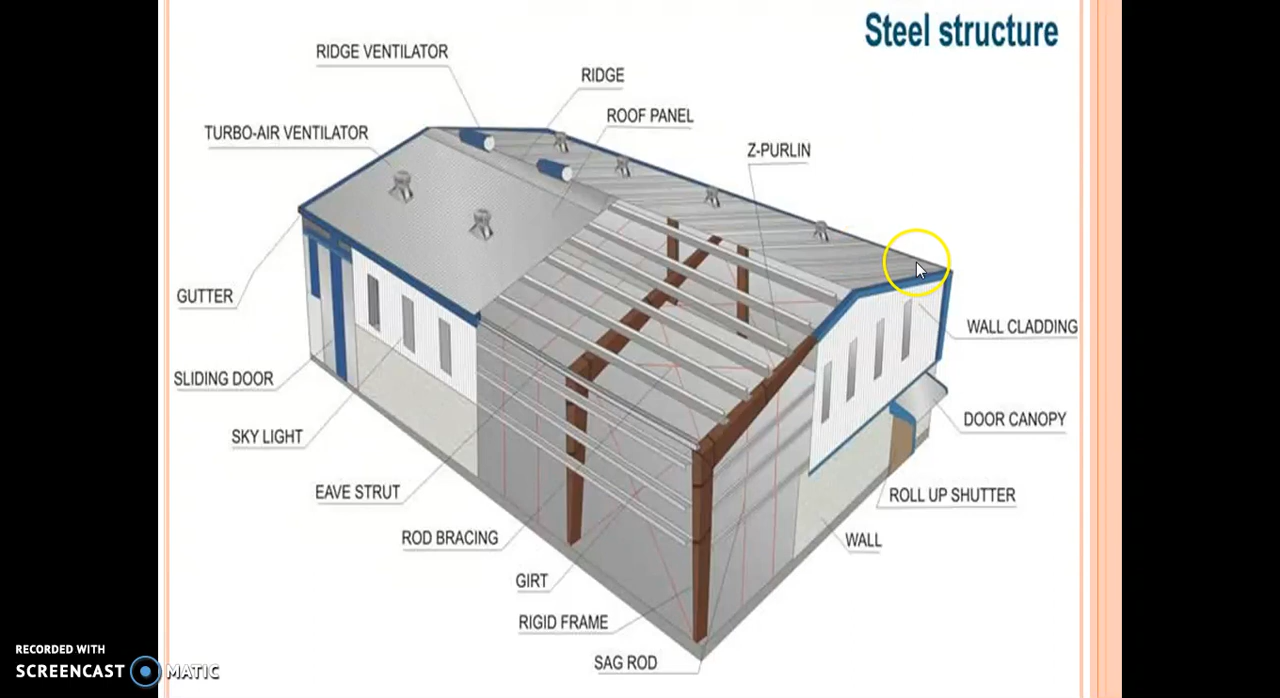 Steel structure
RIDGE VENTILATOR
RIDGE
ROOF PANEL
TURBO-AIR VENTILATOR
Z-PURLIN
GUTTER
WALL CLADDING
SLIDING DOOR
DOOR CANOPY
SKY LIGHT
EAVE STRUT
ROLL UP SHUTTER
ROD BRACING
WALL
GIRT
RIGID FRAME
SAG ROD
RECORDED WITH
SCREENCAST MATIC